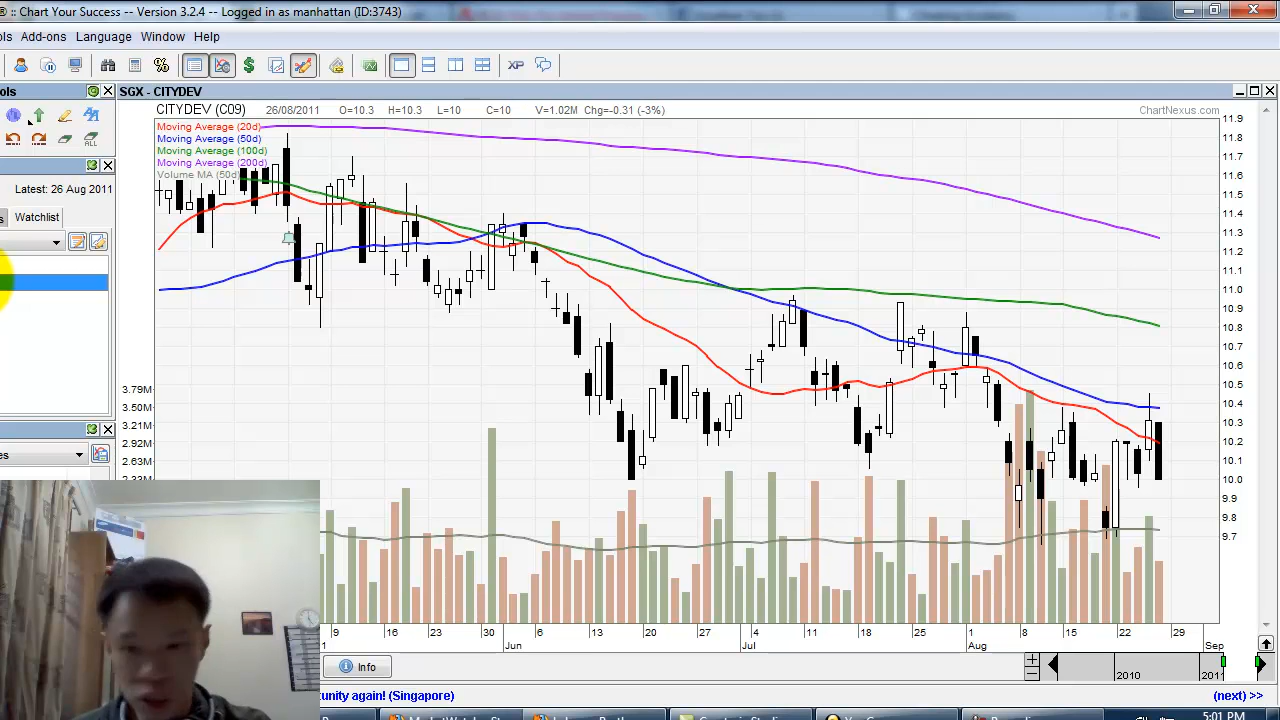 :: Chart Your Success -- Version 3.2.4 -- Logged in as manhattan (ID:3743)
ols Add-ons Language Window Help
XP
ols
ALL
Latest: 26 Aug 2011
s Watchlist
es
SGX - CITYDEV
CITYDEV (C09) 26/08/2011 O=10.3 H=10.3 L=10 C=10 V=1.02M Chg=-0.31 (-3%) ChartNexus.com
Moving Average (20d)
Moving Average (50d)
Moving Average (100d)
Moving Average (200d)
Volume MA (50d)
11.9
11.8
11.7
11.6
11.5
11.4
11.3
11.2
11.1
11.0
10.9
10.8
10.7
10.6
10.5
10.4
10.3
10.2
10.1
10.0
9.9
9.8
9.7
3.79M
3.50M
3.21M
2.92M
2.63M
2.33M
9 16 23 30 6 13 20 27 4 11 18 25 1 8 15 22 29
1 Jun Jul Aug Sep
Info
2010 2011
unity again! (Singapore) (next) >>
5:01 PM